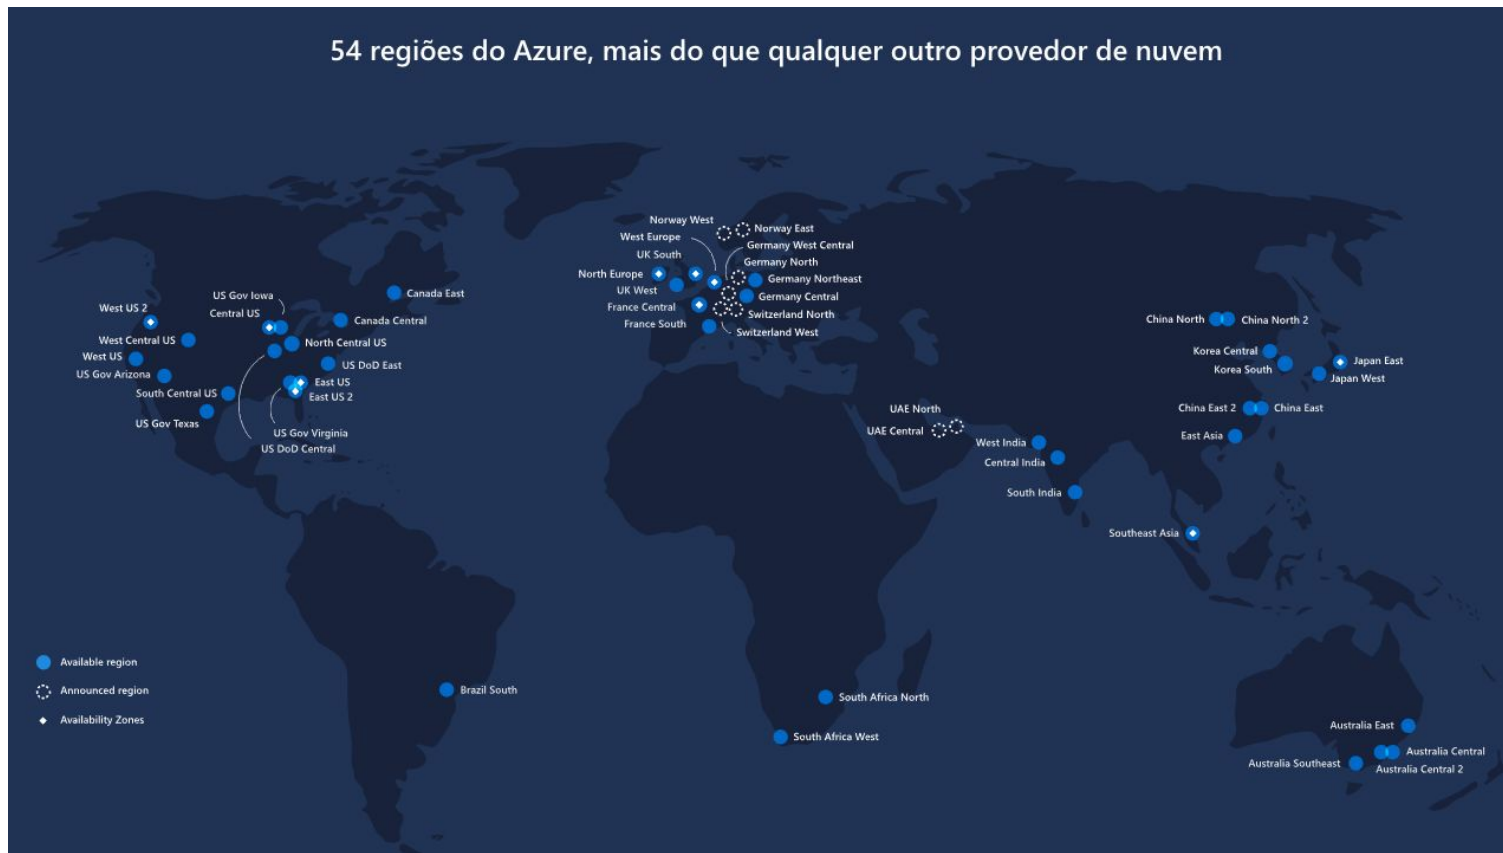 54 regiões do Azure, mais do que qualquer outro provedor de nuvem
Norway West
Norway East
West Europe
Germany West Central
UK South
Germany North
North Europe
Germany Northeast
UK West
Germany Central
France Central
Switzerland North
France South
Switzerland West
US Gov Iowa
Canada East
West US 2
Central US
Canada Central
West Central US
North Central US
West US
US DoD East
US Gov Arizona
East US
South Central US
East US 2
US Gov Texas
US Gov Virginia
US DoD Central
China North
China North 2
Korea Central
Japan East
Korea South
Japan West
UAE North
China East 2
China East
UAE Central
East Asia
West India
Central India
South India
Southeast Asia
Available region
Announced region
Availability Zones
Brazil South
South Africa North
South Africa West
Australia East
Australia Central
Australia Southeast
Australia Central 2